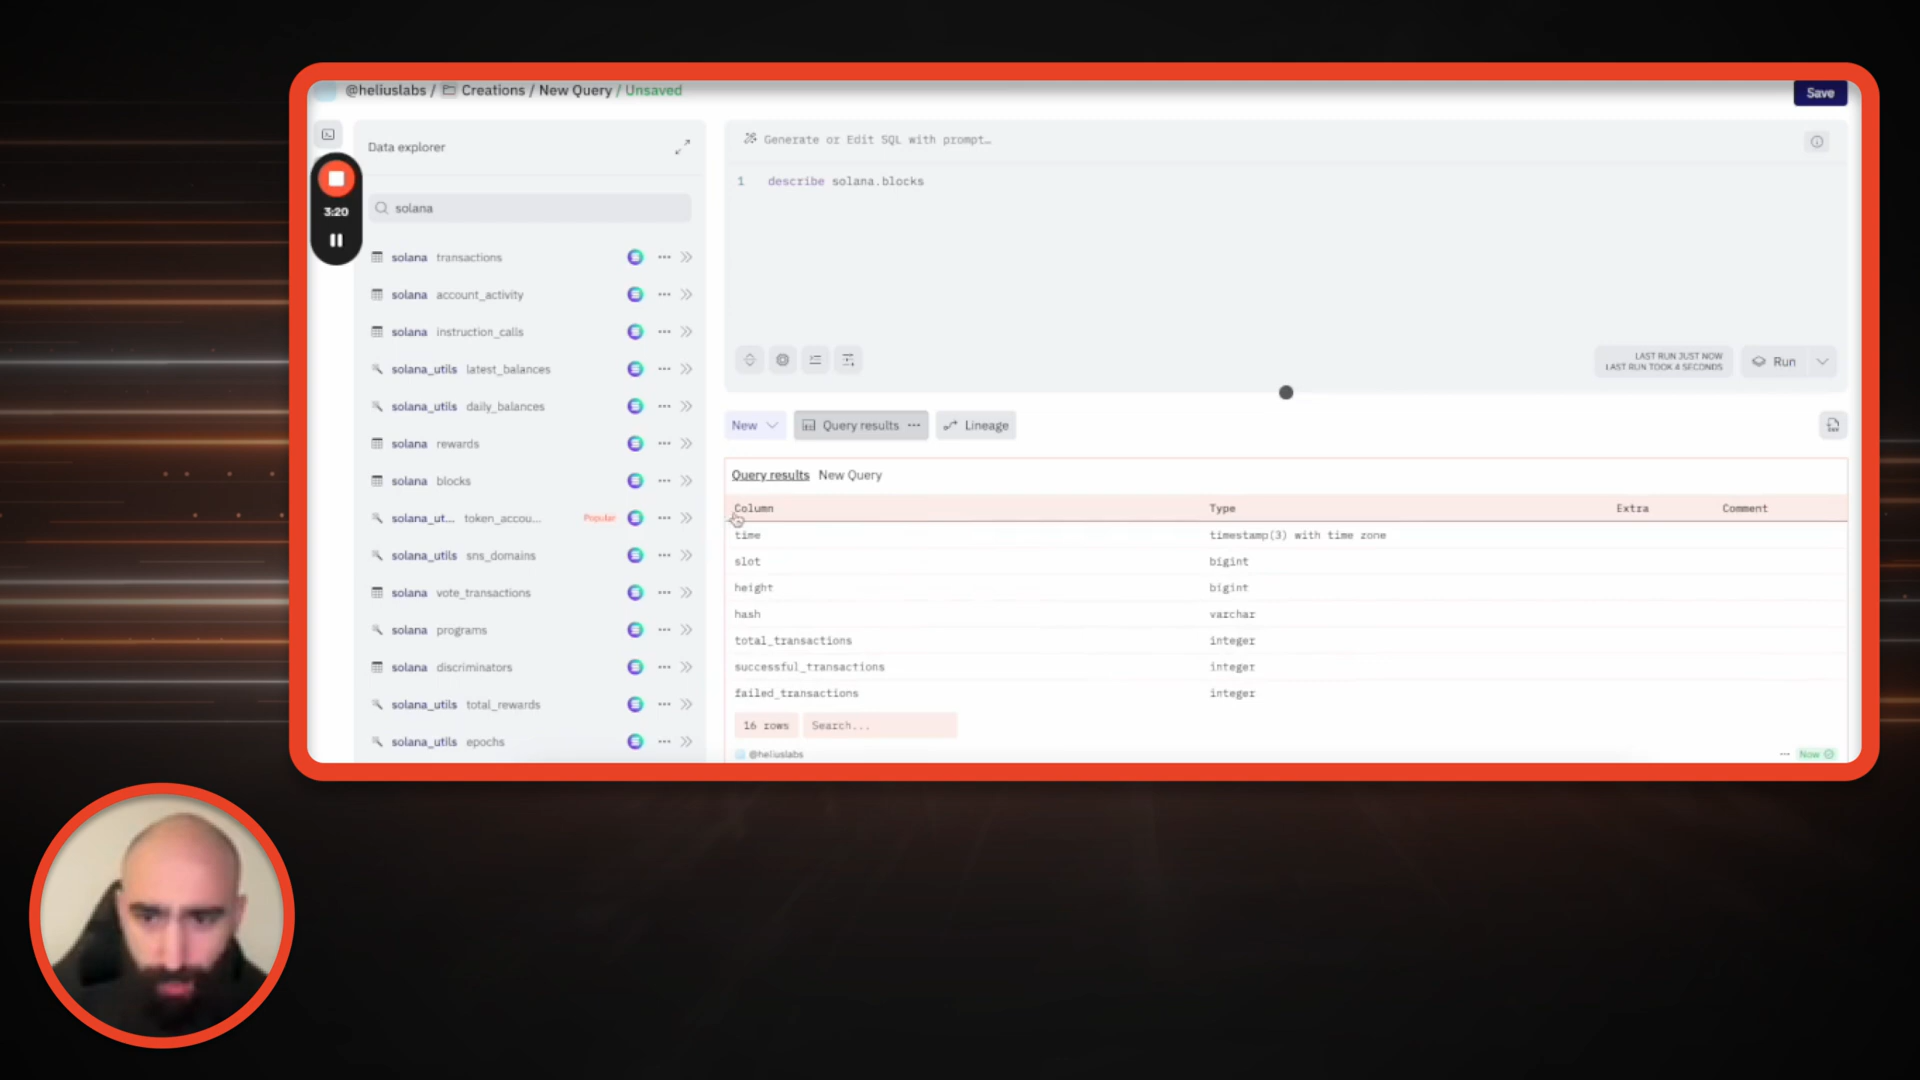 @heliuslabs / Creations / New Query / Unsaved
Save
3:20
Data explorer
solana
solana transactions
solana account_activity
solana instruction_calls
solana_utils latest_balances
solana_utils daily_balances
solana rewards
solana blocks
solana_ut... token_accou... Popular
solana_utils sns_domains
solana vote_transactions
solana programs
solana discriminators
solana_utils total_rewards
solana_utils epochs
Generate or Edit SQL with prompt...
1 describe solana.blocks
LAST RUN JUST NOW
LAST RUN TOOK 4 SECONDS
Run
New
Query results
Lineage
Query results New Query
Column Type Extra Comment
time timestamp(3) with time zone
slot bigint
height bigint
hash varchar
total_transactions integer
successful_transactions integer
failed_transactions integer
16 rows Search...
@heliuslabs
Now